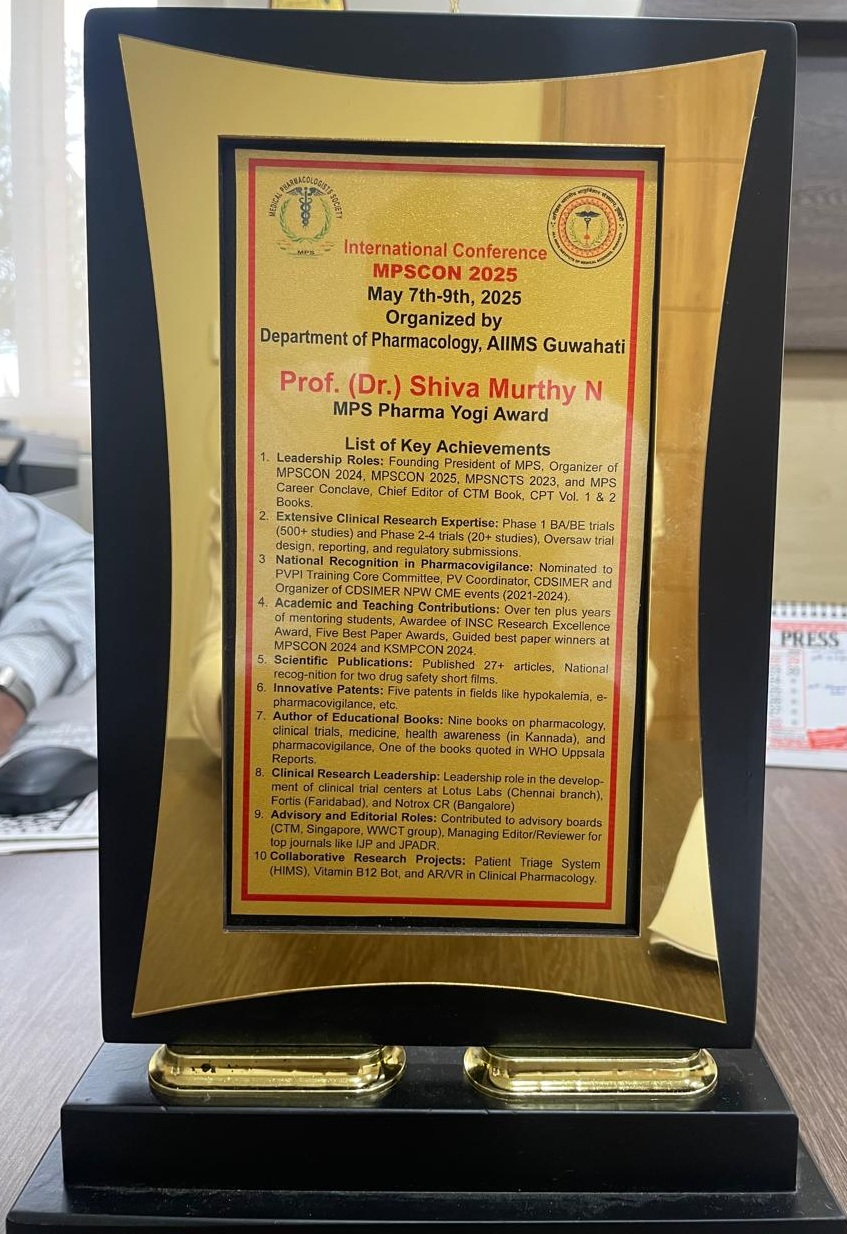 MEDICAL PHARMACOLOGISTS SOCIETY
MPS
International Conference
MPSCON 2025
May 7th-9th, 2025
Organized by
Department of Pharmacology, AIIMS Guwahati
Prof. (Dr.) Shiva Murthy N
MPS Pharma Yogi Award
List of Key Achievements
1. Leadership Roles: Founding President of MPS, Organizer of
MPSCON 2024, MPSCON 2025, MPSNCTS 2023, and MPS
Career Conclave, Chief Editor of CTM Book, CPT Vol. 1 & 2
Books.
2. Extensive Clinical Research Expertise: Phase 1 BA/BE trials
(500+ studies) and Phase 2-4 trials (20+ studies), Oversaw trial
design, reporting, and regulatory submissions.
3 National Recognition in Pharmacovigilance: Nominated to
PVPI Training Core Committee, PV Coordinator, CDSIMER and
Organizer of CDSIMER NPW CME events (2021-2024).
4. Academic and Teaching Contributions: Over ten plus years
of mentoring students, Awardee of INSC Research Excellence
Award, Five Best Paper Awards, Guided best paper winners at
MPSCON 2024 and KSMPCON 2024.
5. Scientific Publications: Published 27+ articles, National
recog-nition for two drug safety short films.
6. Innovative Patents: Five patents in fields like hypokalemia, e-
pharmacovigilance, etc.
7. Author of Educational Books: Nine books on pharmacology,
clinical trials, medicine, health awareness (in Kannada), and
pharmacovigilance, One of the books quoted in WHO Uppsala
Reports.
8. Clinical Research Leadership: Leadership role in the develop-
ment of clinical trial centers at Lotus Labs (Chennai branch),
Fortis (Faridabad), and Notrox CR (Bangalore)
9. Advisory and Editorial Roles: Contributed to advisory boards
(CTM, Singapore, WWCT group), Managing Editor/Reviewer for
top journals like IJP and JPADR.
10 Collaborative Research Projects: Patient Triage System
(HIMS), Vitamin B12 Bot, and AR/VR in Clinical Pharmacology.
PRESS